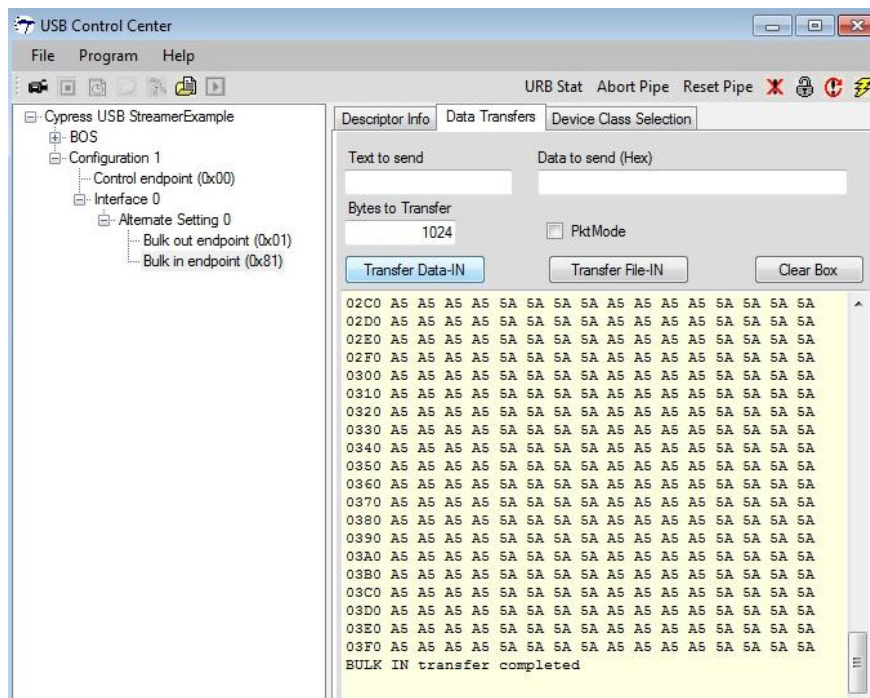 USB Control Center
File Program Help
URB Stat Abort Pipe Reset Pipe
Cypress USB StreamerExample
BOS
Configuration 1
Control endpoint (0x00)
Interface 0
Alternate Setting 0
Bulk out endpoint (0x01)
Bulk in endpoint (0x81)
Descriptor Info Data Transfers Device Class Selection
Text to send Data to send (Hex)
Bytes to Transfer
1024 PktMode
Transfer Data-IN Transfer File-IN Clear Box
02C0 A5 A5 A5 A5 5A 5A 5A 5A A5 A5 A5 A5 5A 5A 5A 5A
02D0 A5 A5 A5 A5 5A 5A 5A 5A A5 A5 A5 A5 5A 5A 5A 5A
02E0 A5 A5 A5 A5 5A 5A 5A 5A A5 A5 A5 A5 5A 5A 5A 5A
02F0 A5 A5 A5 A5 5A 5A 5A 5A A5 A5 A5 A5 5A 5A 5A 5A
0300 A5 A5 A5 A5 5A 5A 5A 5A A5 A5 A5 A5 5A 5A 5A 5A
0310 A5 A5 A5 A5 5A 5A 5A 5A A5 A5 A5 A5 5A 5A 5A 5A
0320 A5 A5 A5 A5 5A 5A 5A 5A A5 A5 A5 A5 5A 5A 5A 5A
0330 A5 A5 A5 A5 5A 5A 5A 5A A5 A5 A5 A5 5A 5A 5A 5A
0340 A5 A5 A5 A5 5A 5A 5A 5A A5 A5 A5 A5 5A 5A 5A 5A
0350 A5 A5 A5 A5 5A 5A 5A 5A A5 A5 A5 A5 5A 5A 5A 5A
0360 A5 A5 A5 A5 5A 5A 5A 5A A5 A5 A5 A5 5A 5A 5A 5A
0370 A5 A5 A5 A5 5A 5A 5A 5A A5 A5 A5 A5 5A 5A 5A 5A
0380 A5 A5 A5 A5 5A 5A 5A 5A A5 A5 A5 A5 5A 5A 5A 5A
0390 A5 A5 A5 A5 5A 5A 5A 5A A5 A5 A5 A5 5A 5A 5A 5A
03A0 A5 A5 A5 A5 5A 5A 5A 5A A5 A5 A5 A5 5A 5A 5A 5A
03B0 A5 A5 A5 A5 5A 5A 5A 5A A5 A5 A5 A5 5A 5A 5A 5A
03C0 A5 A5 A5 A5 5A 5A 5A 5A A5 A5 A5 A5 5A 5A 5A 5A
03D0 A5 A5 A5 A5 5A 5A 5A 5A A5 A5 A5 A5 5A 5A 5A 5A
03E0 A5 A5 A5 A5 5A 5A 5A 5A A5 A5 A5 A5 5A 5A 5A 5A
03F0 A5 A5 A5 A5 5A 5A 5A 5A A5 A5 A5 A5 5A 5A 5A 5A
BULK IN transfer completed